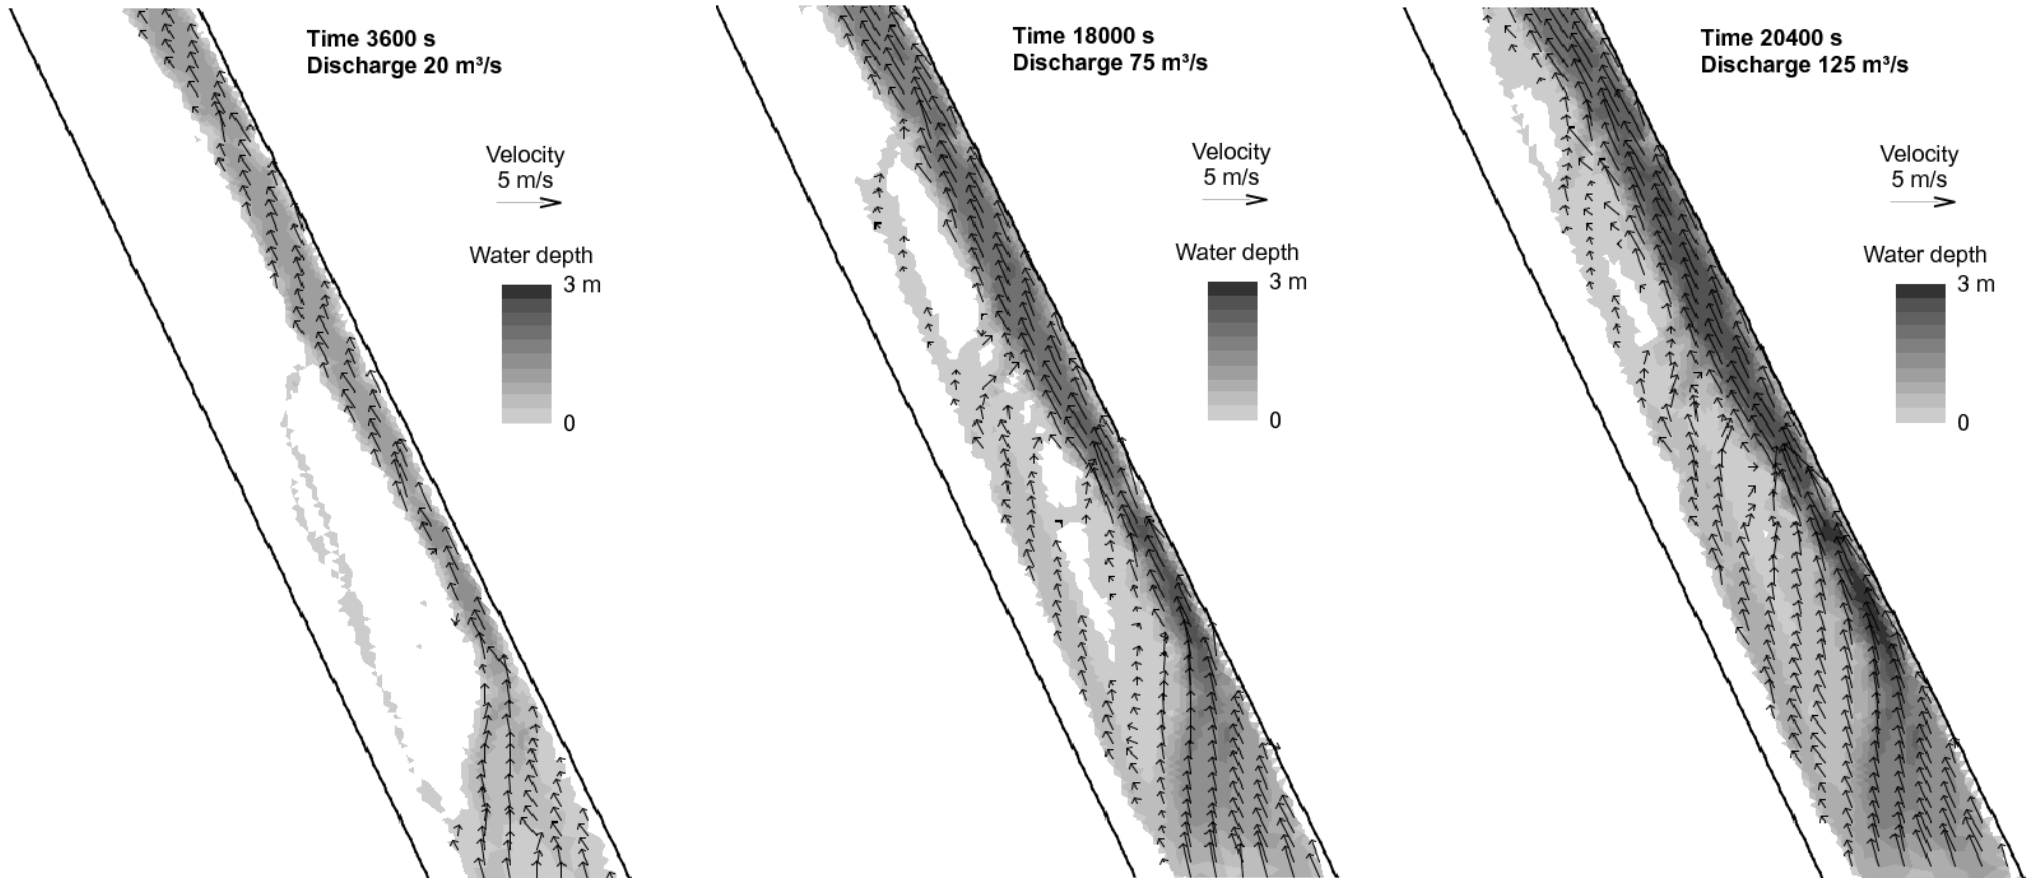 Time 3600 s
Discharge 20 m³/s
Velocity
5 m/s
Water depth
3 m
0
Time 18000 s
Discharge 75 m³/s
Velocity
5 m/s
Water depth
3 m
0
Time 20400 s
Discharge 125 m³/s
Velocity
5 m/s
Water depth
3 m
0